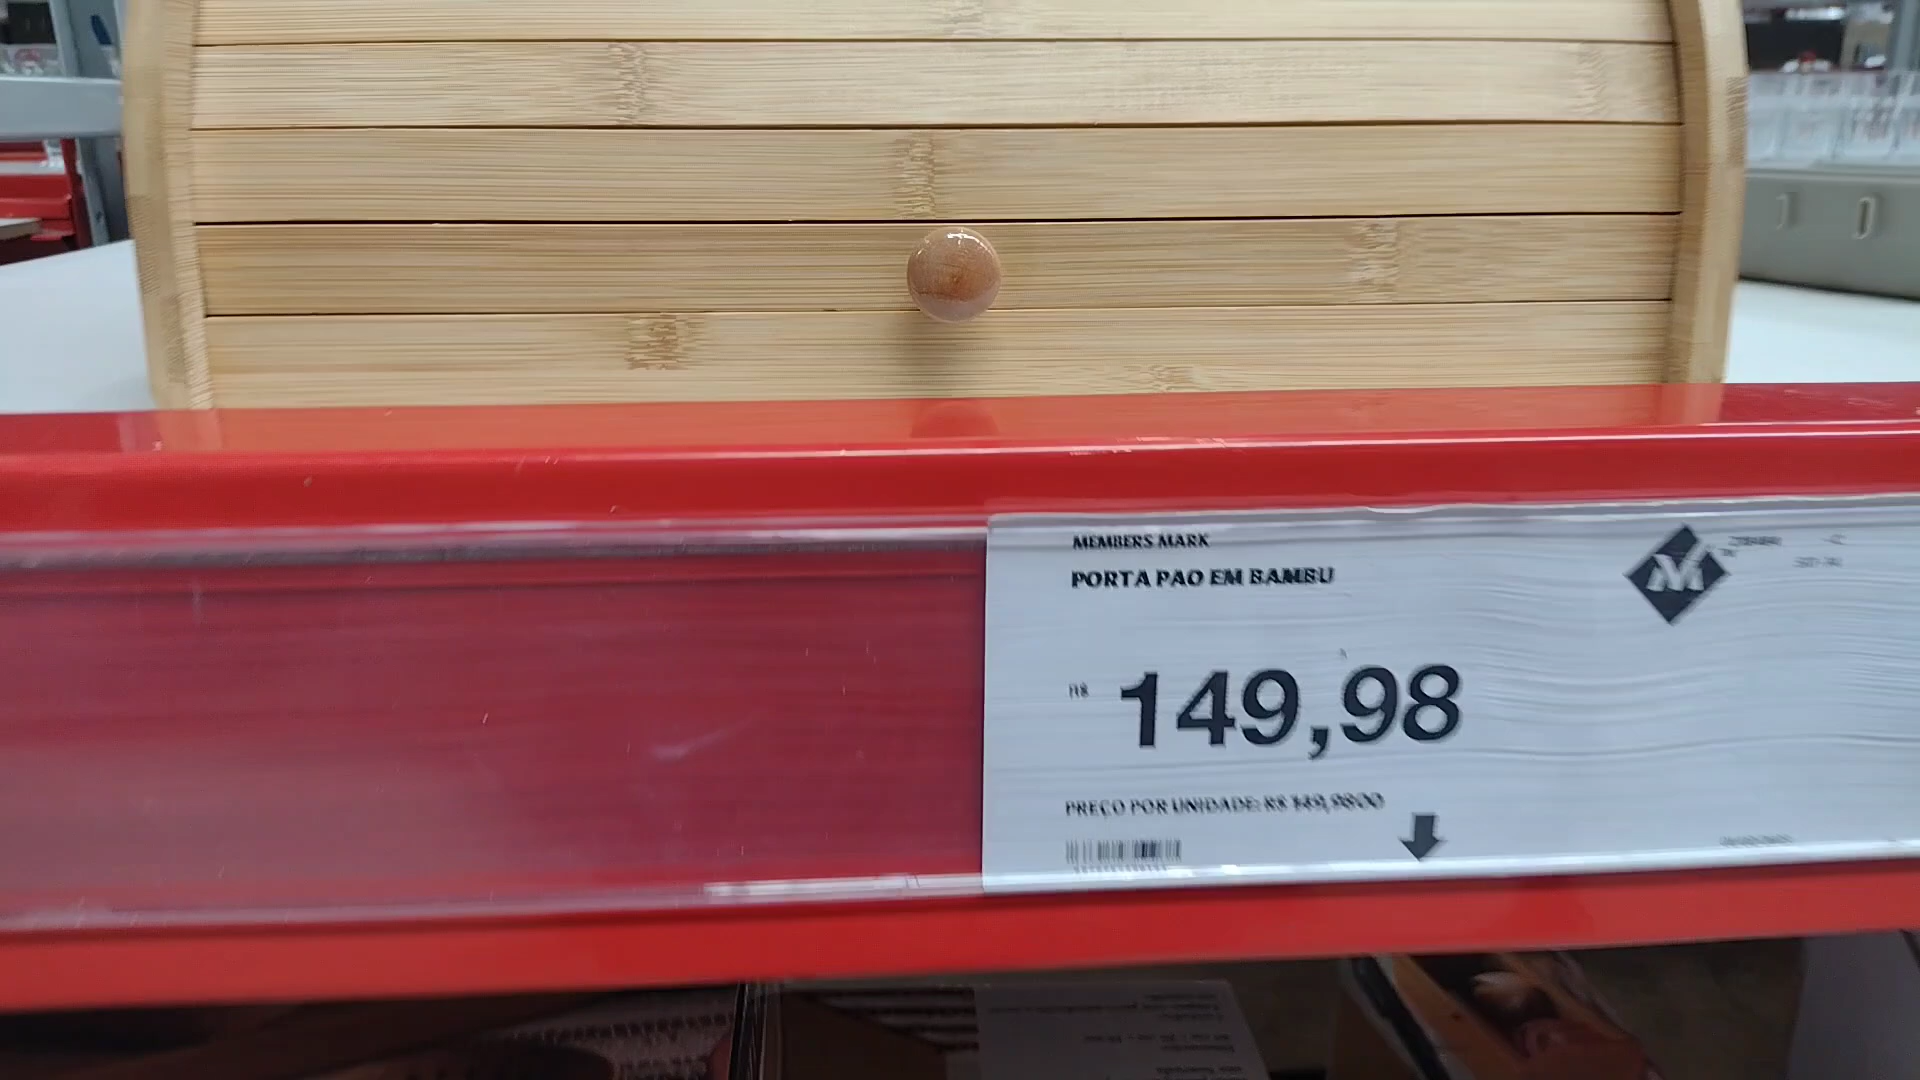 MEMBERS MARK
PORTA PAO EM BAMBU
R$ 149,98
PREÇO POR UNIDADE: R$ 149,9800